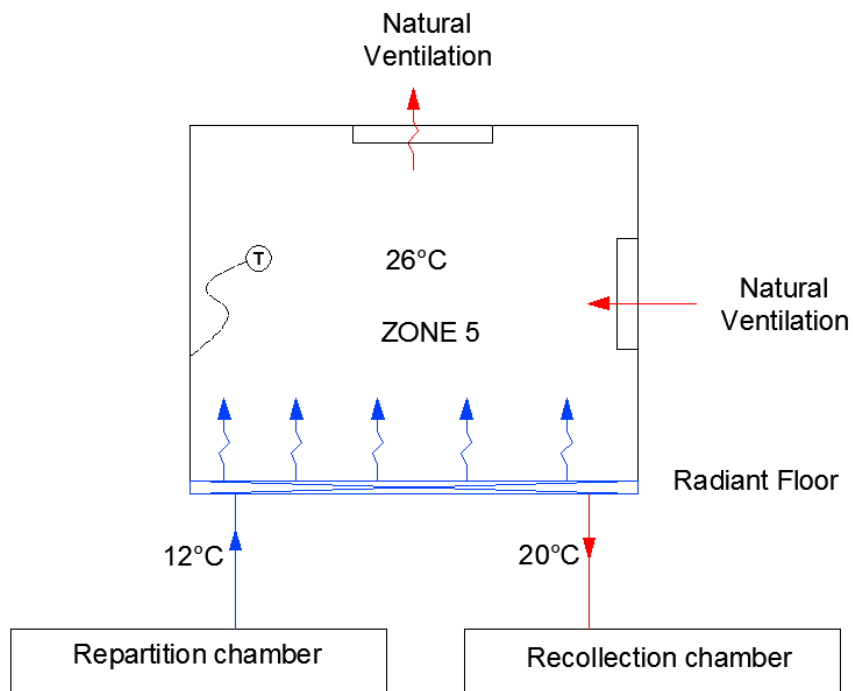 Natural
Ventilation
T
26°C
Natural
Ventilation
ZONE 5
Radiant Floor
12°C
20°C
Repartition chamber
Recollection chamber